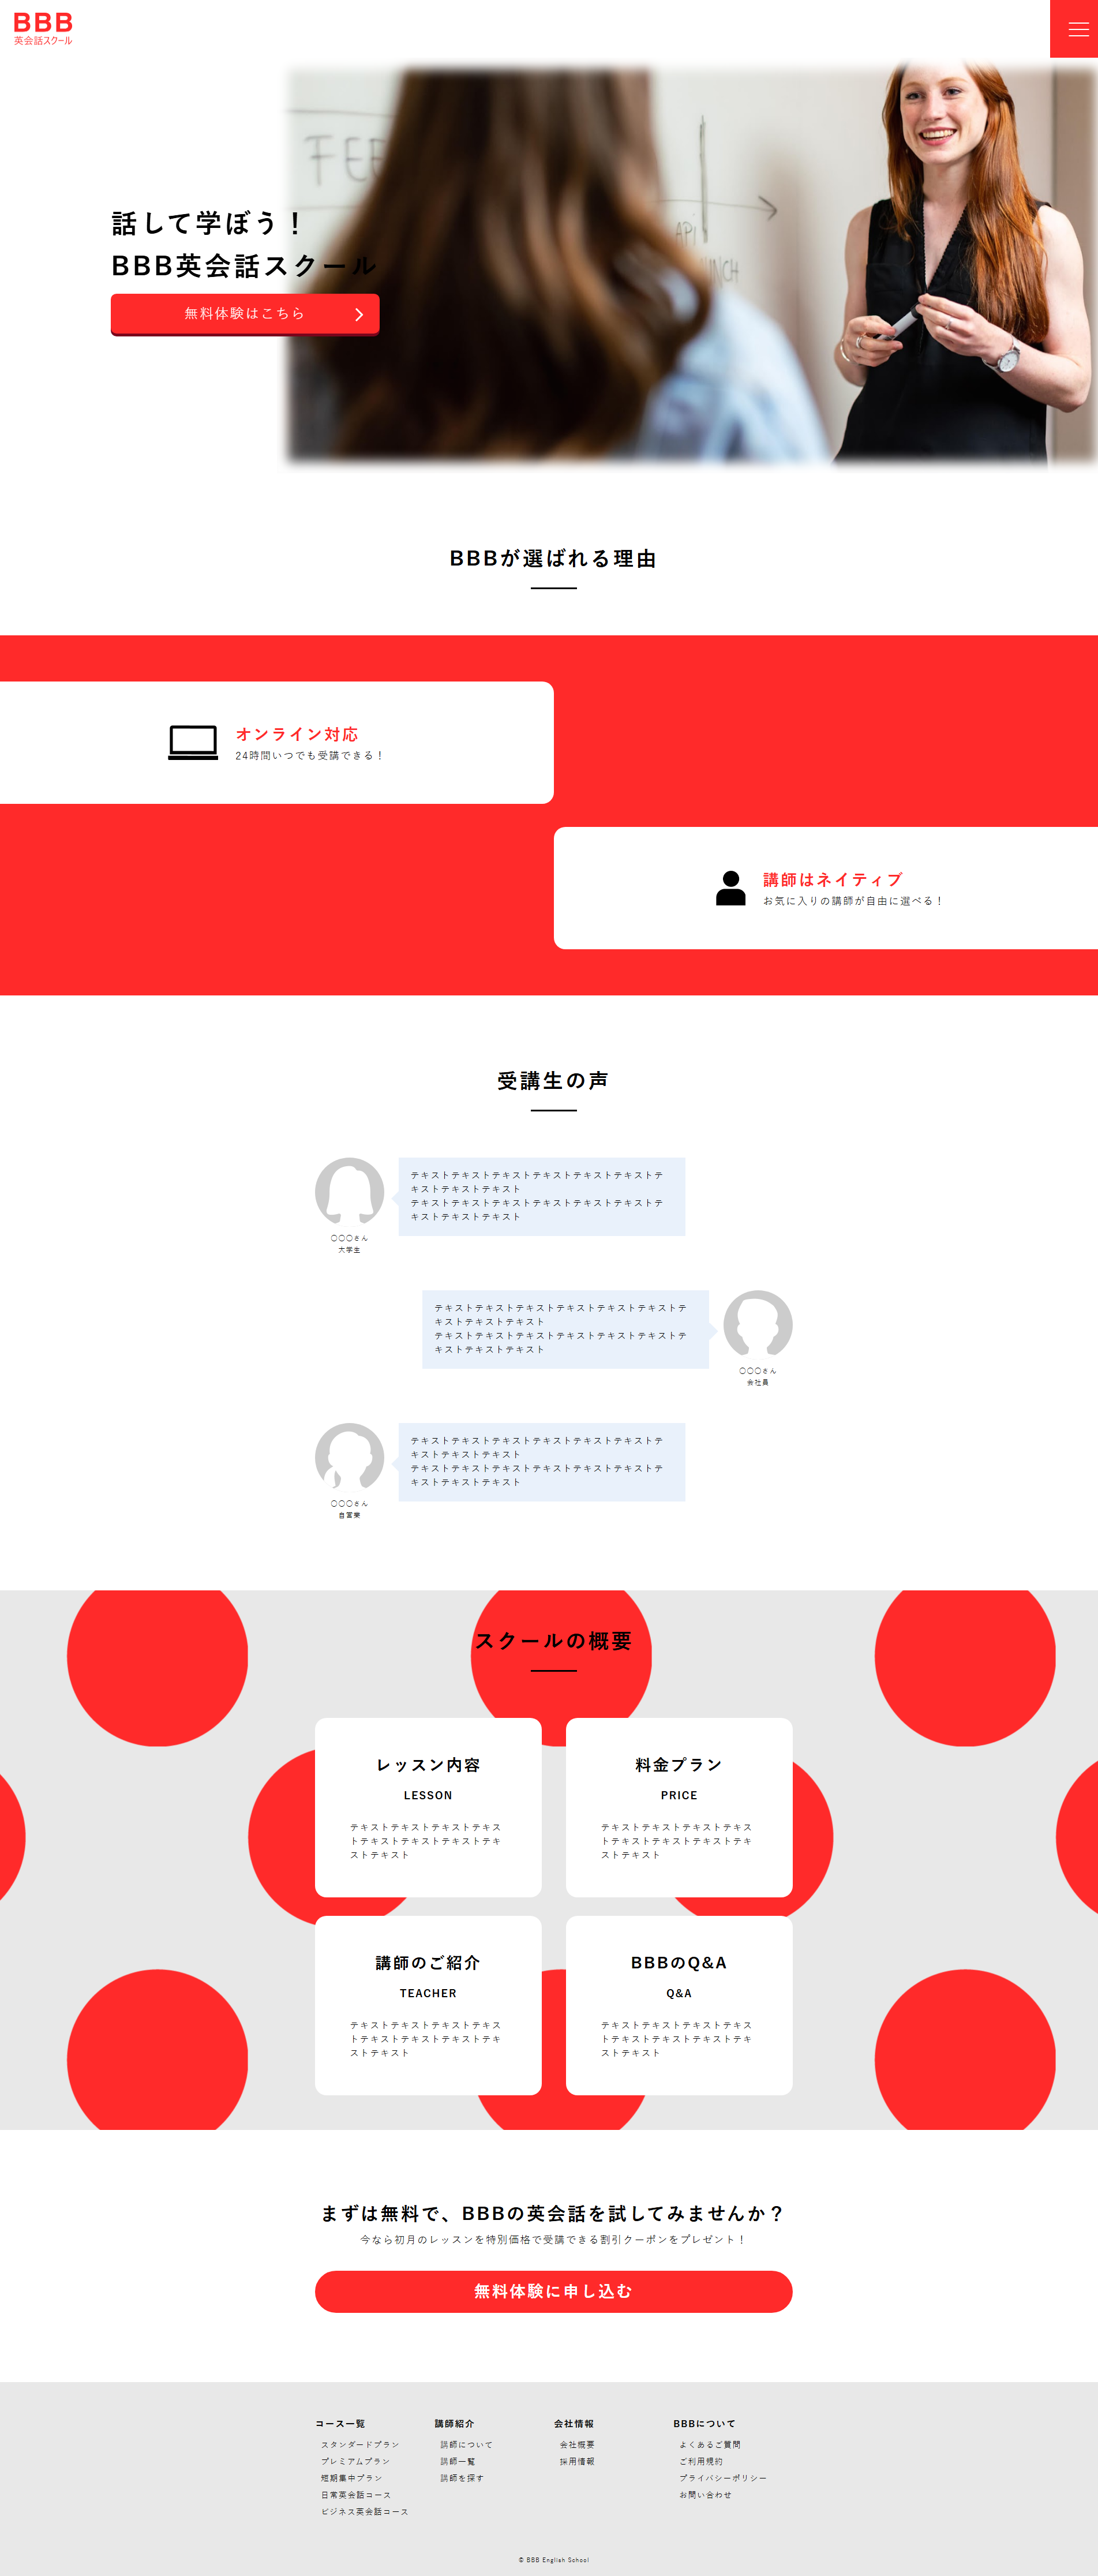 BBB
英会話スクール
FEE
API
話して学ぼう！
BBB英会話スクール
無料体験はこちら
BBBが選ばれる理由
オンライン対応
24時間いつでも受講できる！
講師はネイティブ
お気に入りの講師が自由に選べる！
受講生の声
テキストテキストテキストテキストテキストテキストテ
キストテキストテキスト
テキストテキストテキストテキストテキストテキストテ
キストテキストテキスト
〇〇〇さん
大学生
テキストテキストテキストテキストテキストテキストテ
キストテキストテキスト
テキストテキストテキストテキストテキストテキストテ
キストテキストテキスト
〇〇〇さん
会社員
テキストテキストテキストテキストテキストテキストテ
キストテキストテキスト
テキストテキストテキストテキストテキストテキストテ
キストテキストテキスト
〇〇〇さん
自営業
スクールの概要
レッスン内容
LESSON
テキストテキストテキストテキス
トテキストテキストテキストテキ
ストテキスト
料金プラン
PRICE
テキストテキストテキストテキス
トテキストテキストテキストテキ
ストテキスト
講師のご紹介
TEACHER
テキストテキストテキストテキス
トテキストテキストテキストテキ
ストテキスト
BBBのQ&A
Q&A
テキストテキストテキストテキス
トテキストテキストテキストテキ
ストテキスト
まずは無料で、BBBの英会話を試してみませんか？
今なら初月のレッスンを特別価格で受講できる割引クーポンをプレゼント！
無料体験に申し込む
コース一覧
スタンダードプラン
プレミアムプラン
短期集中プラン
日常英会話コース
ビジネス英会話コース
講師紹介
講師について
講師一覧
講師を探す
会社情報
会社概要
採用情報
BBBについて
よくあるご質問
ご利用規約
プライバシーポリシー
お問い合わせ
© BBB English School